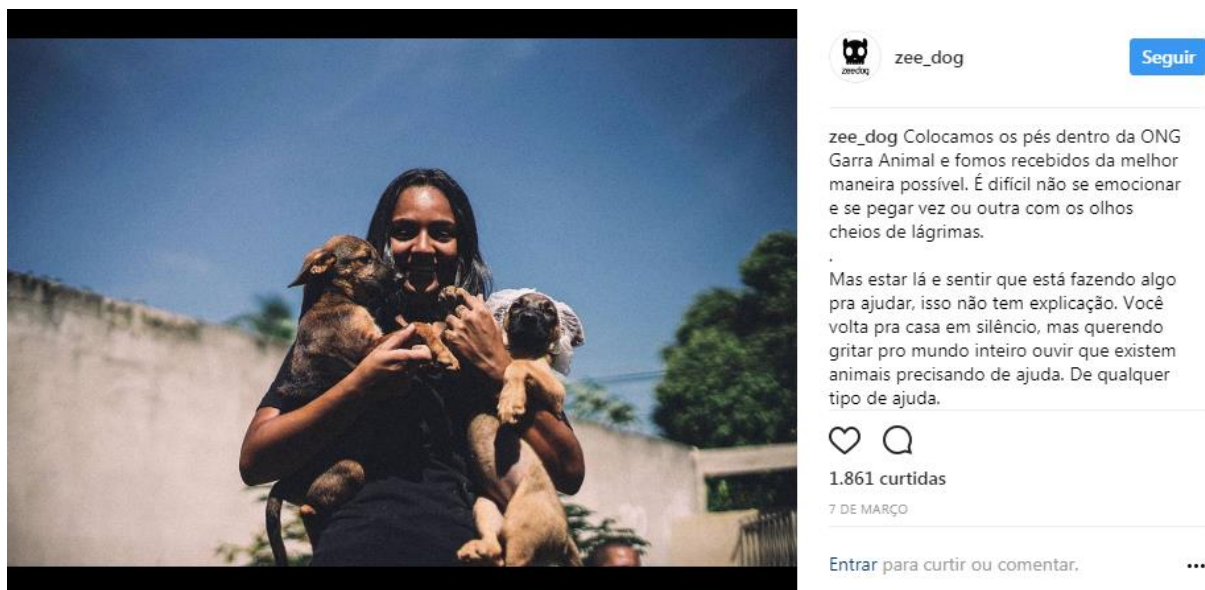 zeedog
zee_dog
Seguir
zee_dog Colocamos os pés dentro da ONG
Garra Animal e fomos recebidos da melhor
maneira possível. É difícil não se emocionar
e se pegar vez ou outra com os olhos
cheios de lágrimas.
.
Mas estar lá e sentir que está fazendo algo
pra ajudar, isso não tem explicação. Você
volta pra casa em silêncio, mas querendo
gritar pro mundo inteiro ouvir que existem
animais precisando de ajuda. De qualquer
tipo de ajuda.
1.861 curtidas
7 DE MARÇO
Entrar para curtir ou comentar.